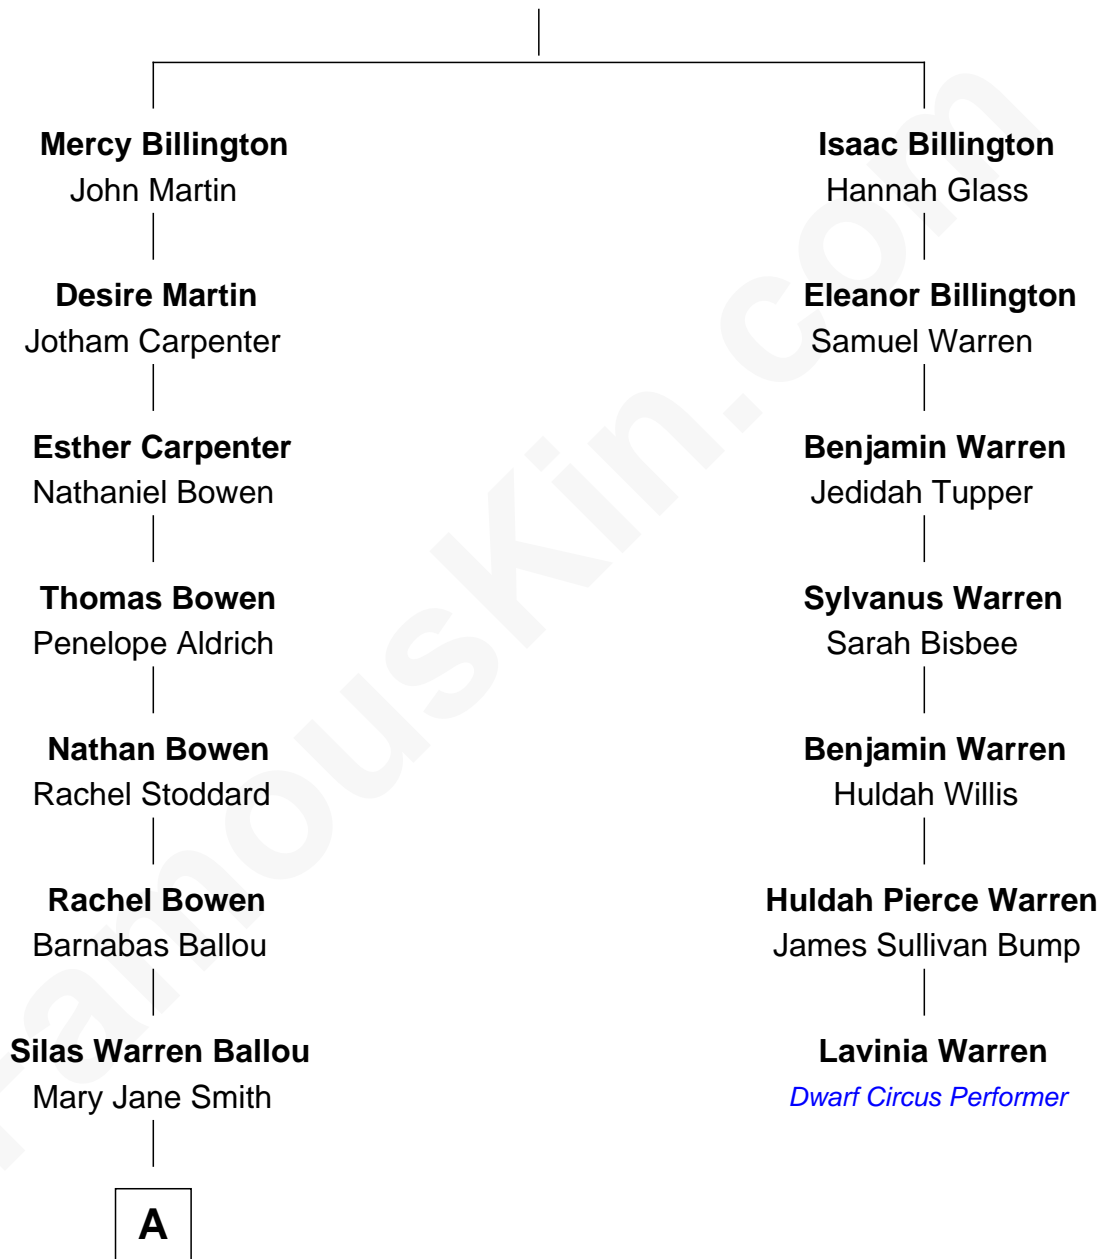 Mercy Billington
John Martin
Isaac Billington
Hannah Glass
Desire Martin
Jotham Carpenter
Eleanor Billington
Samuel Warren
Esther Carpenter
Nathaniel Bowen
Benjamin Warren
Jedidah Tupper
Thomas Bowen
Penelope Aldrich
Sylvanus Warren
Sarah Bisbee
Nathan Bowen
Rachel Stoddard
Benjamin Warren
Huldah Willis
Rachel Bowen
Barnabas Ballou
Huldah Pierce Warren
James Sullivan Bump
Silas Warren Ballou
Mary Jane Smith
Lavinia Warren
Dwarf Circus Performer
A
FamousKin.com